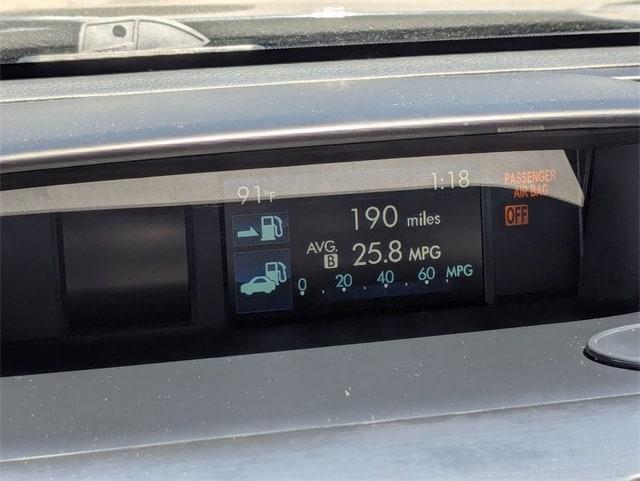 91°F
1:18
PASSENGER
AIR BAG
OFF
190 miles
AVG.
B
25.8 MPG
0 20 40 60 MPG